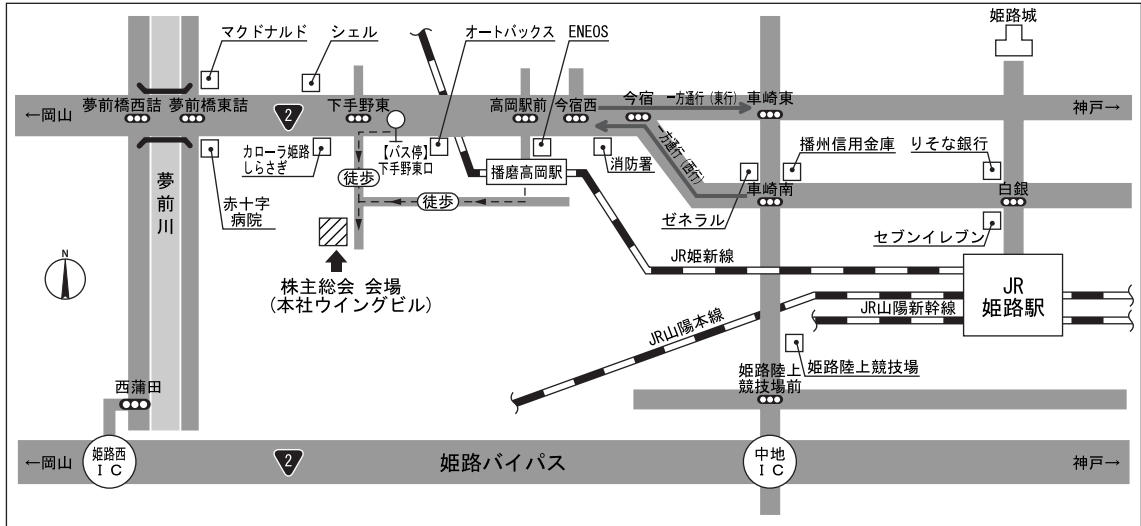 姫路城
マクドナルド
シェル
オートバックス
ENEOS
夢前橋西詰
夢前橋東詰
下手野東
高岡駅前
今宿西
今宿
一方通行(東行)
車崎東
←岡山
2
神戸→
カローラ姫路
しらさぎ
【バス停】
下手野東口
徒歩
播磨高岡駅
消防署
一方通行(西行)
播州信用金庫
りそな銀行
赤十字
病院
夢前川
徒歩
ゼネラル
車崎南
白銀
セブンイレブン
N
株主総会 会場
(本社ウイングビル)
JR姫新線
JR
姫路駅
JR山陽新幹線
JR山陽本線
姫路陸上競技場
姫路陸上
競技場前
西蒲田
姫路西
IC
←岡山
2
姫路バイパス
中地
IC
神戸→